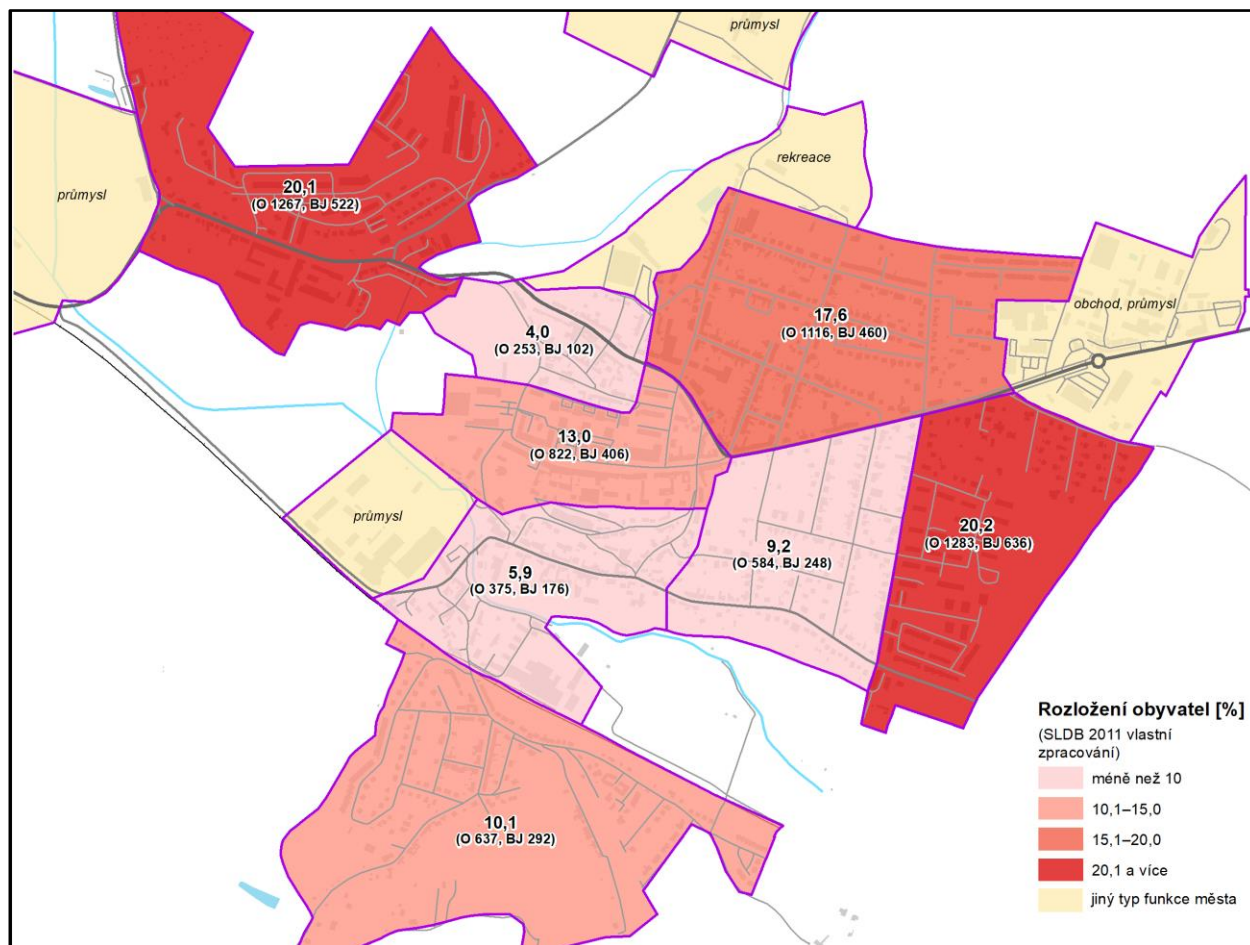 průmysl
rekreace
průmysl
20,1
(O 1267, BJ 522)
obchod, průmysl
17,6
(O 1116, BJ 460)
4,0
(O 253, BJ 102)
13,0
(O 822, BJ 406)
průmysl
20,2
(O 1283, BJ 636)
9,2
(O 584, BJ 248)
5,9
(O 375, BJ 176)
10,1
(O 637, BJ 292)
Rozložení obyvatel [%]
(SLDB 2011 vlastní
zpracování)
méně než 10
10,1–15,0
15,1–20,0
20,1 a více
jiný typ funkce města